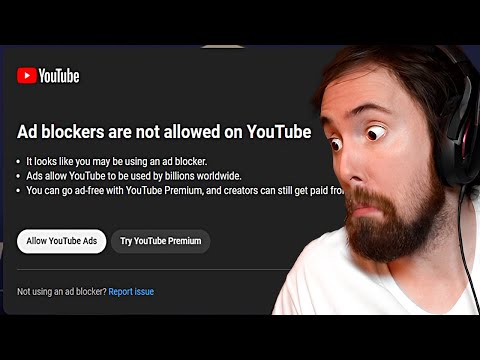 YouTube
Ad blockers are not allowed on YouTube
It looks like you may be using an ad blocker.
Ads allow YouTube to be used by billions worldwide.
You can go ad-free with YouTube Premium, and creators can still get paid
Allow YouTube Ads
Try YouTube Premium
Not using an ad blocker? Report issue